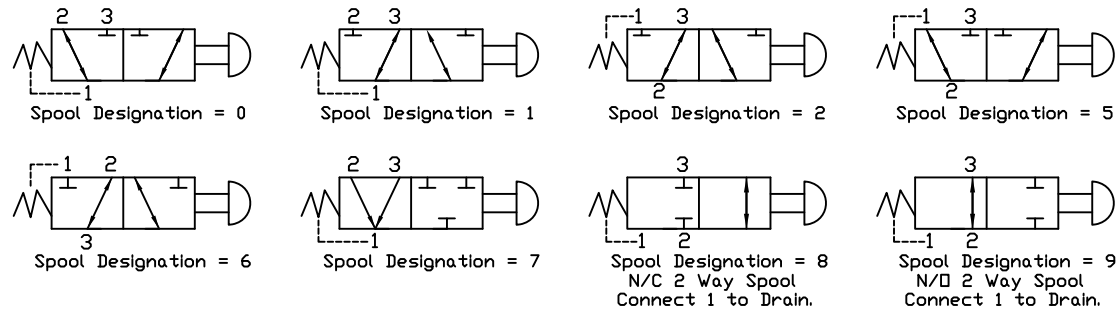 2 3
1
Spool Designation = 0
2 3
1
Spool Designation = 1
1 3
2
Spool Designation = 2
1 3
2
Spool Designation = 5
1 2
3
Spool Designation = 6
2 3
1
Spool Designation = 7
3
1 2
Spool Designation = 8
N/C 2 Way Spool
Connect 1 to Drain.
3
1 2
Spool Designation = 9
N/O 2 Way Spool
Connect 1 to Drain.